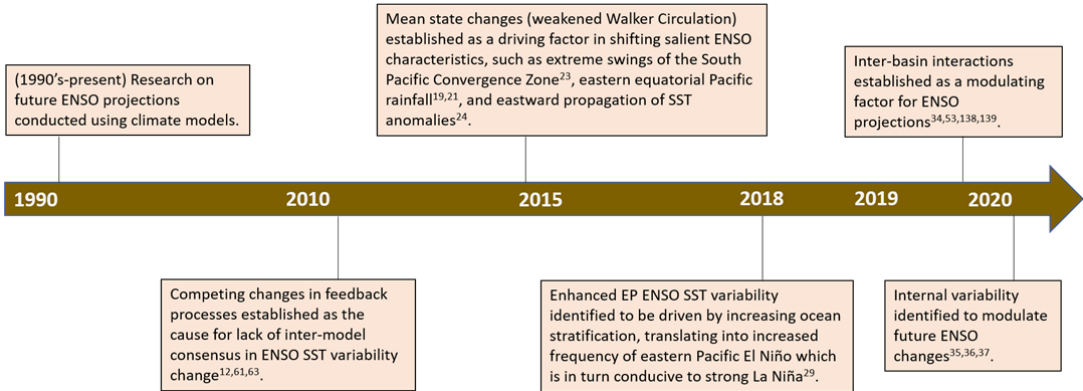 (1990's-present) Research on
future ENSO projections
conducted using climate models.
Mean state changes (weakened Walker Circulation)
established as a driving factor in shifting salient ENSO
characteristics, such as extreme swings of the South
Pacific Convergence Zone23, eastern equatorial Pacific
rainfall19,21, and eastward propagation of SST
anomalies24.
Inter-basin interactions
established as a modulating
factor for ENSO
projections34,53,138,139.
1990 2010 2015 2018 2019 2020
Competing changes in feedback
processes established as the
cause for lack of inter-model
consensus in ENSO SST variability
change12,61,63.
Enhanced EP ENSO SST variability
identified to be driven by increasing ocean
stratification, translating into increased
frequency of eastern Pacific El Niño which
is in turn conducive to strong La Niña29.
Internal variability
identified to modulate
future ENSO
changes35,36,37.